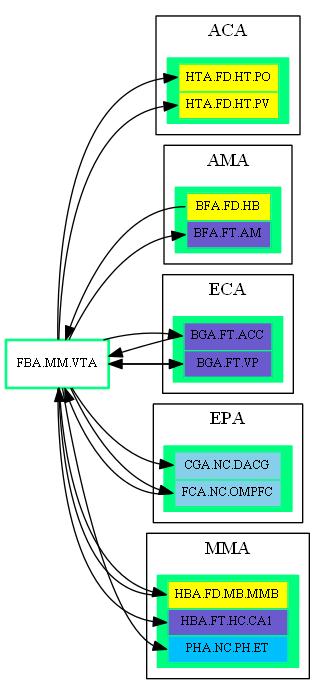 ACA
HTA.FD.HT.PO
HTA.FD.HT.PV
AMA
BFA.FD.HB
BFA.FT.AM
ECA
BGA.FT.ACC
BGA.FT.VP
FBA.MM.VTA
EPA
CGA.NC.DACG
FCA.NC.OMPFC
MMA
HBA.FD.MB.MMB
HBA.FT.HC.CA1
PHA.NC.PH.ET